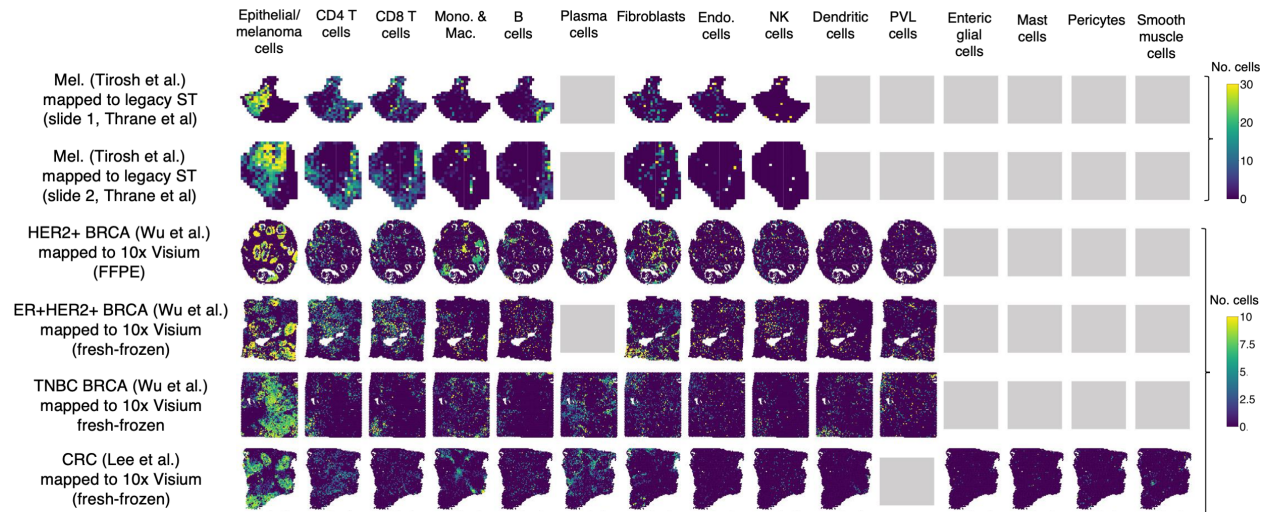 Epithelial/
melanoma
cells
CD4 T
cells
CD8 T
cells
Mono. &
Mac.
B
cells
Plasma
cells
Fibroblasts
Endo.
cells
NK
cells
Dendritic
cells
PVL
cells
Enteric
glial
cells
Mast
cells
Pericytes
Smooth
muscle
cells
Mel. (Tirosh et al.)
mapped to legacy ST
(slide 1, Thrane et al)
Mel. (Tirosh et al.)
mapped to legacy ST
(slide 2, Thrane et al)
HER2+ BRCA (Wu et al.)
mapped to 10x Visium
(FFPE)
ER+HER2+ BRCA (Wu et al.)
mapped to 10x Visium
(fresh-frozen)
TNBC BRCA (Wu et al.)
mapped to 10x Visium
fresh-frozen
CRC (Lee et al.)
mapped to 10x Visium
(fresh-frozen)
No. cells
30
20
10
0
No. cells
10
7.5
5.
2.5
0.